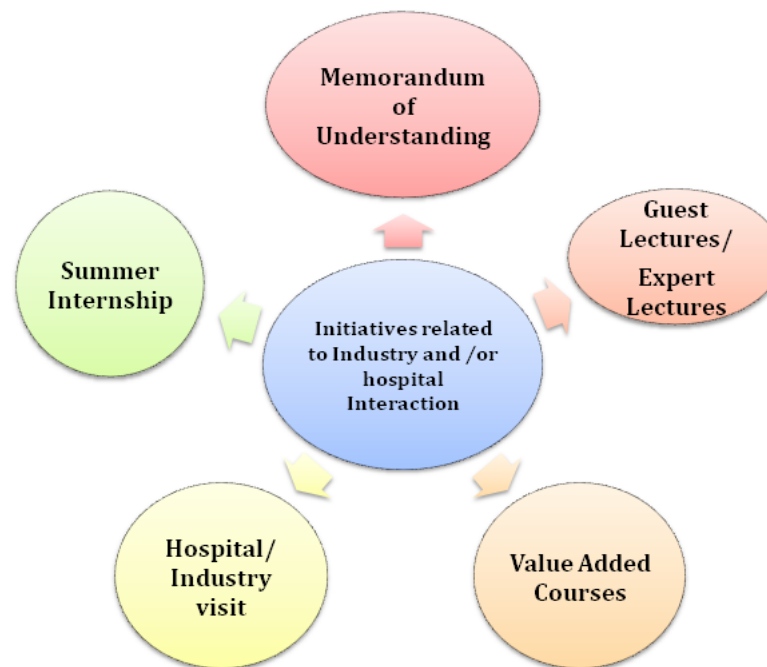 Memorandum
of
Understanding
Guest
Lectures/
Expert
Lectures
Summer
Internship
Initiatives related
to Industry and /or
hospital
Interaction
Hospital/
Industry
visit
Value Added
Courses